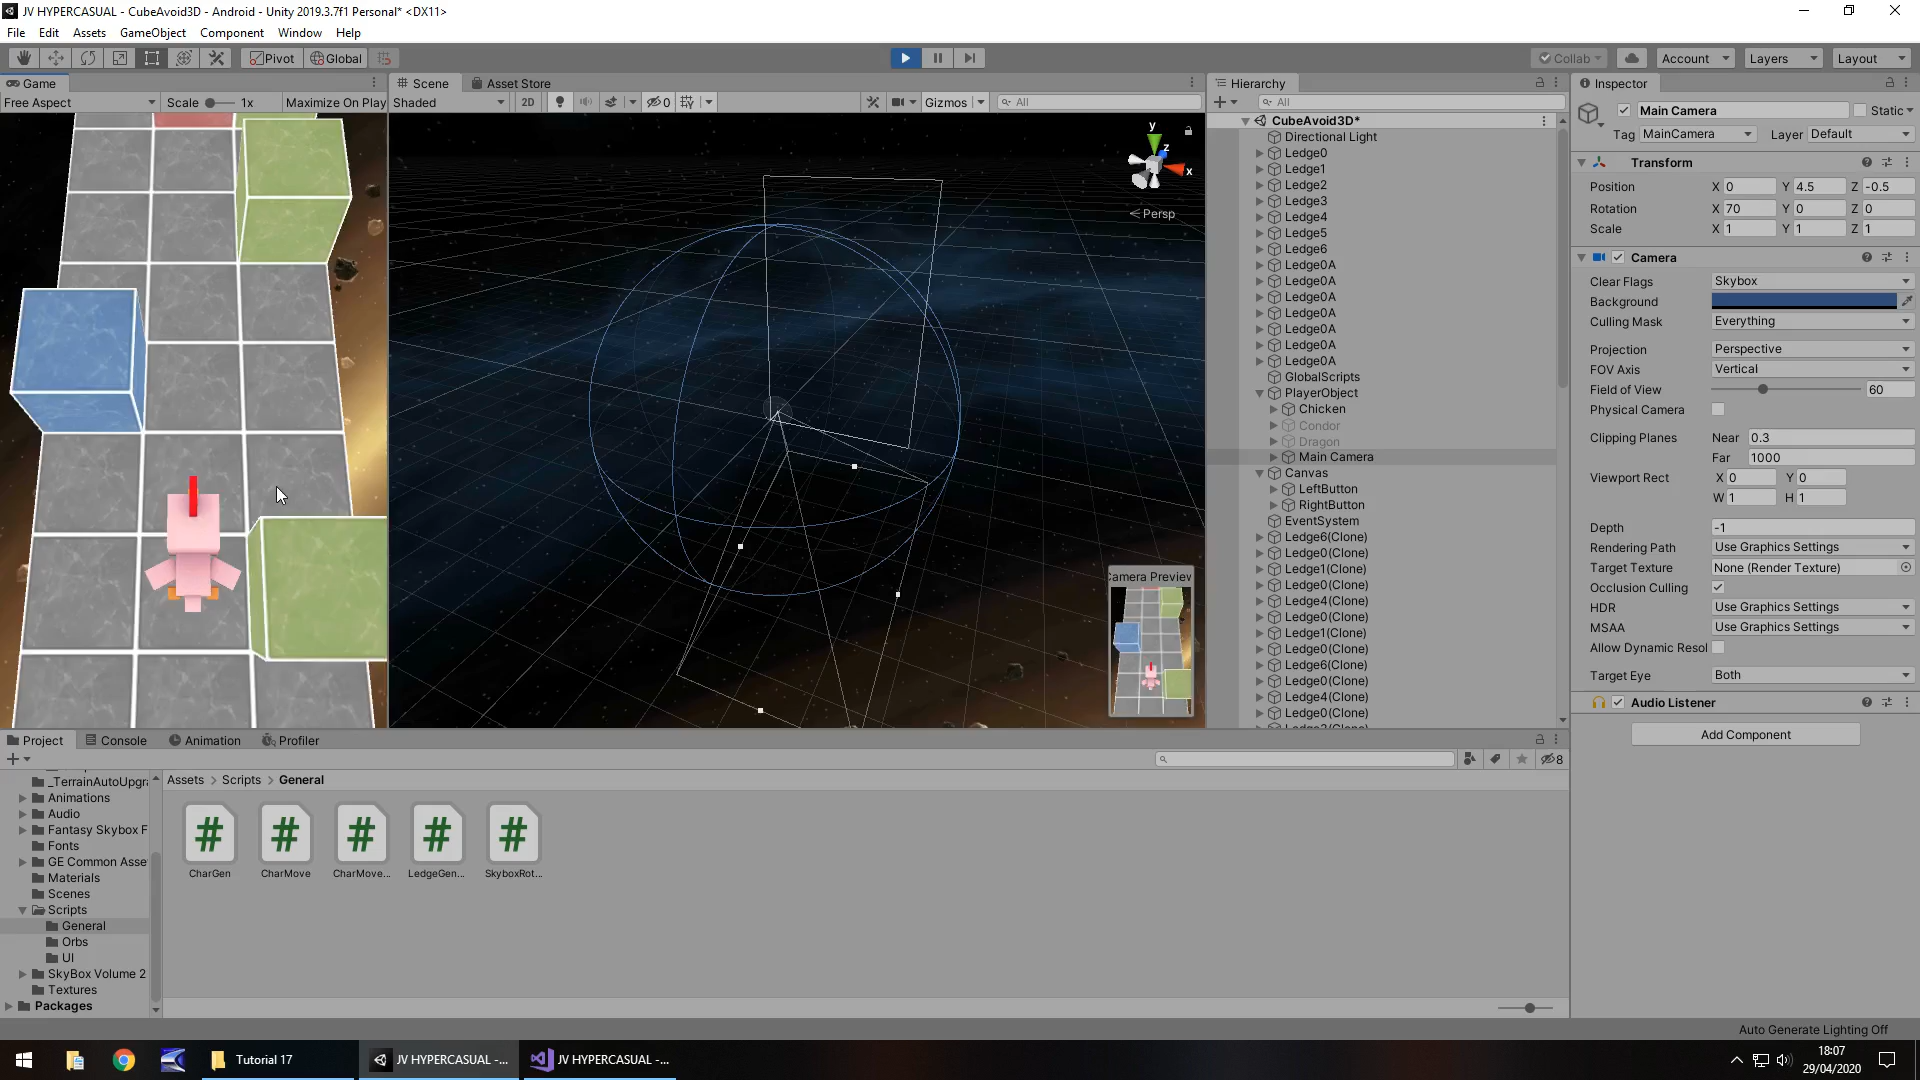 JV HYPERCASUAL - CubeAvoid3D - Android - Unity 2019.3.7f1 Personal* <DX11>
File Edit Assets GameObject Component Window Help
Pivot Global Collab Account Layers Layout
Game Scene Asset Store Hierarchy Inspector
Free Aspect Scale 1x Maximize On Play Shaded 2D 0 Gizmos All All
Main Camera Static
Tag MainCamera Layer Default
Transform
Position X 0 Y 4.5 Z -0.5
Rotation X 70 Y 0 Z 0
Scale X 1 Y 1 Z 1
Camera
Clear Flags Skybox
Background
Culling Mask Everything
Projection Perspective
FOV Axis Vertical
Field of View 60
Physical Camera
Clipping Planes Near 0.3
Far 1000
Viewport Rect X 0 Y 0
W 1 H 1
Depth -1
Rendering Path Use Graphics Settings
Target Texture None (Render Texture)
Occlusion Culling
HDR Use Graphics Settings
MSAA Use Graphics Settings
Allow Dynamic Resol
Target Eye Both
Audio Listener
Add Component
CubeAvoid3D*
Directional Light
Ledge0
Ledge1
Ledge2
Ledge3
Ledge4
Ledge5
Ledge6
Ledge0A
Ledge0A
Ledge0A
Ledge0A
Ledge0A
Ledge0A
Ledge0A
GlobalScripts
PlayerObject
Chicken
Condor
Dragon
Main Camera
Canvas
LeftButton
RightButton
EventSystem
Ledge6(Clone)
Ledge0(Clone)
Ledge1(Clone)
Ledge0(Clone)
Ledge4(Clone)
Ledge0(Clone)
Ledge1(Clone)
Ledge0(Clone)
Ledge6(Clone)
Ledge0(Clone)
Ledge4(Clone)
Ledge0(Clone)
y
z
x
Persp
Camera Preview
Project Console Animation Profiler
8
_TerrainAutoUpgra
Animations
Audio
Fantasy Skybox F
Fonts
GE Common Asse
Materials
Scenes
Scripts
General
Orbs
UI
SkyBox Volume 2
Textures
Packages
Assets > Scripts > General
CharGen CharMove CharMove... LedgeGen... SkyboxRot...
Auto Generate Lighting Off
Tutorial 17 JV HYPERCASUAL -... JV HYPERCASUAL -...
18:07
29/04/2020